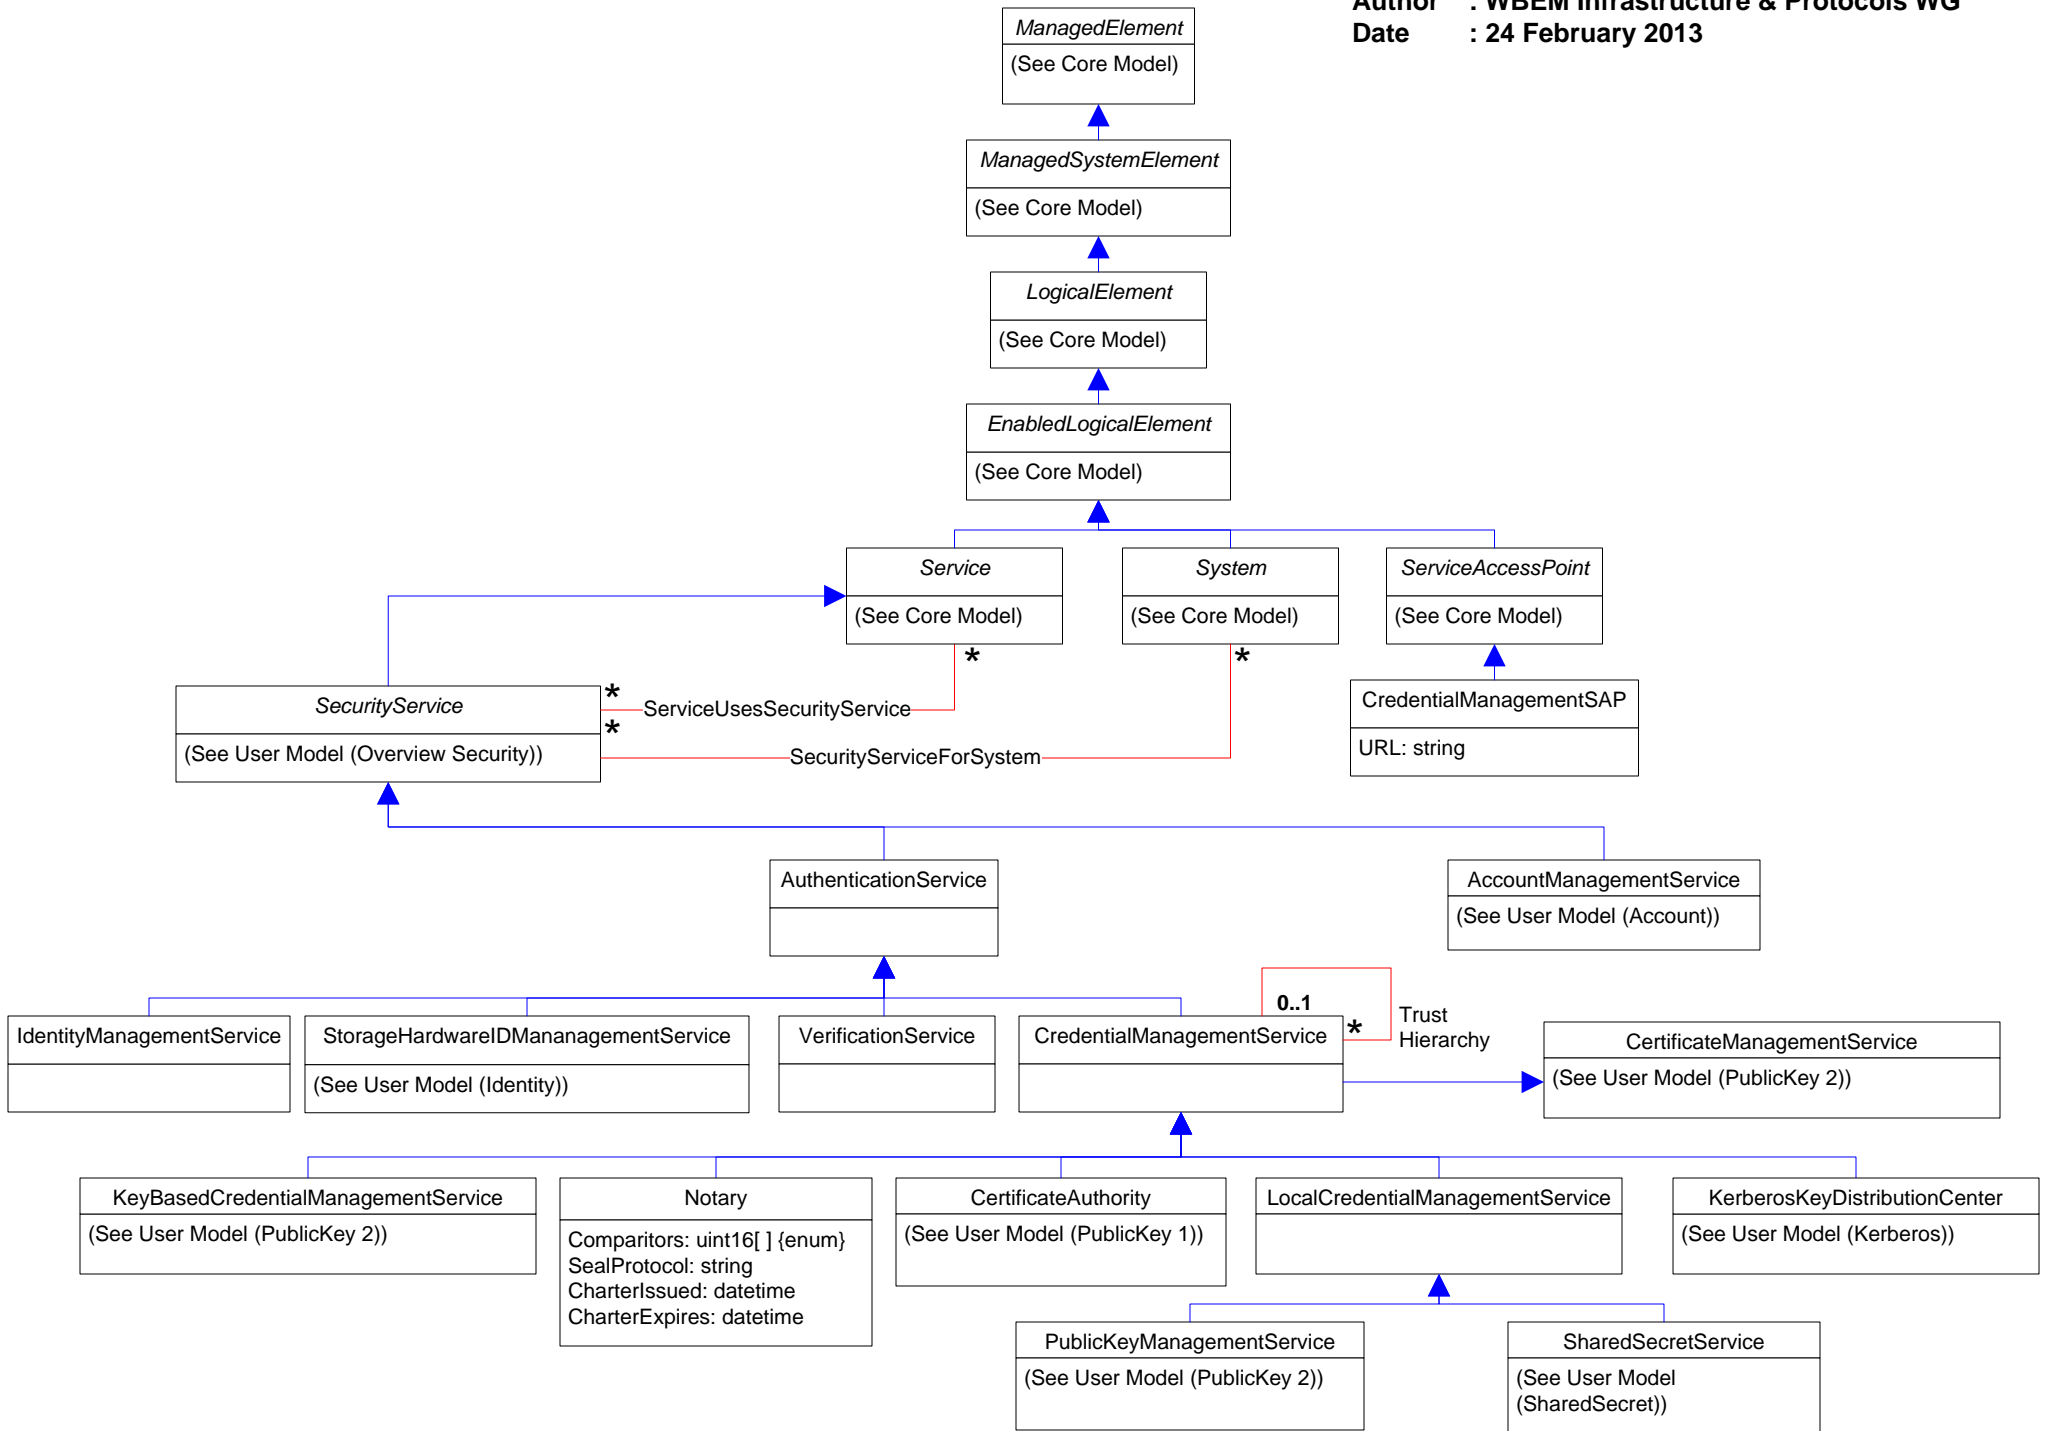 Author : WBEM Infrastructure & Protocols WG
Date : 24 February 2013
ManagedElement
(See Core Model)
ManagedSystemElement
(See Core Model)
LogicalElement
(See Core Model)
EnabledLogicalElement
(See Core Model)
Service
(See Core Model)
*
System
(See Core Model)
*
ServiceAccessPoint
(See Core Model)
SecurityService
(See User Model (Overview Security))
*
ServiceUsesSecurityService
*
SecurityServiceForSystem
CredentialManagementSAP
URL: string
AuthenticationService
AccountManagementService
(See User Model (Account))
IdentityManagementService
StorageHardwareIDMananagementService
(See User Model (Identity))
VerificationService
CredentialManagementService
0..1
*
Trust
Hierarchy
CertificateManagementService
(See User Model (PublicKey 2))
KeyBasedCredentialManagementService
(See User Model (PublicKey 2))
Notary
Comparitors: uint16[ ] {enum}
SealProtocol: string
CharterIssued: datetime
CharterExpires: datetime
CertificateAuthority
(See User Model (PublicKey 1))
LocalCredentialManagementService
KerberosKeyDistributionCenter
(See User Model (Kerberos))
PublicKeyManagementService
(See User Model (PublicKey 2))
SharedSecretService
(See User Model
(SharedSecret))